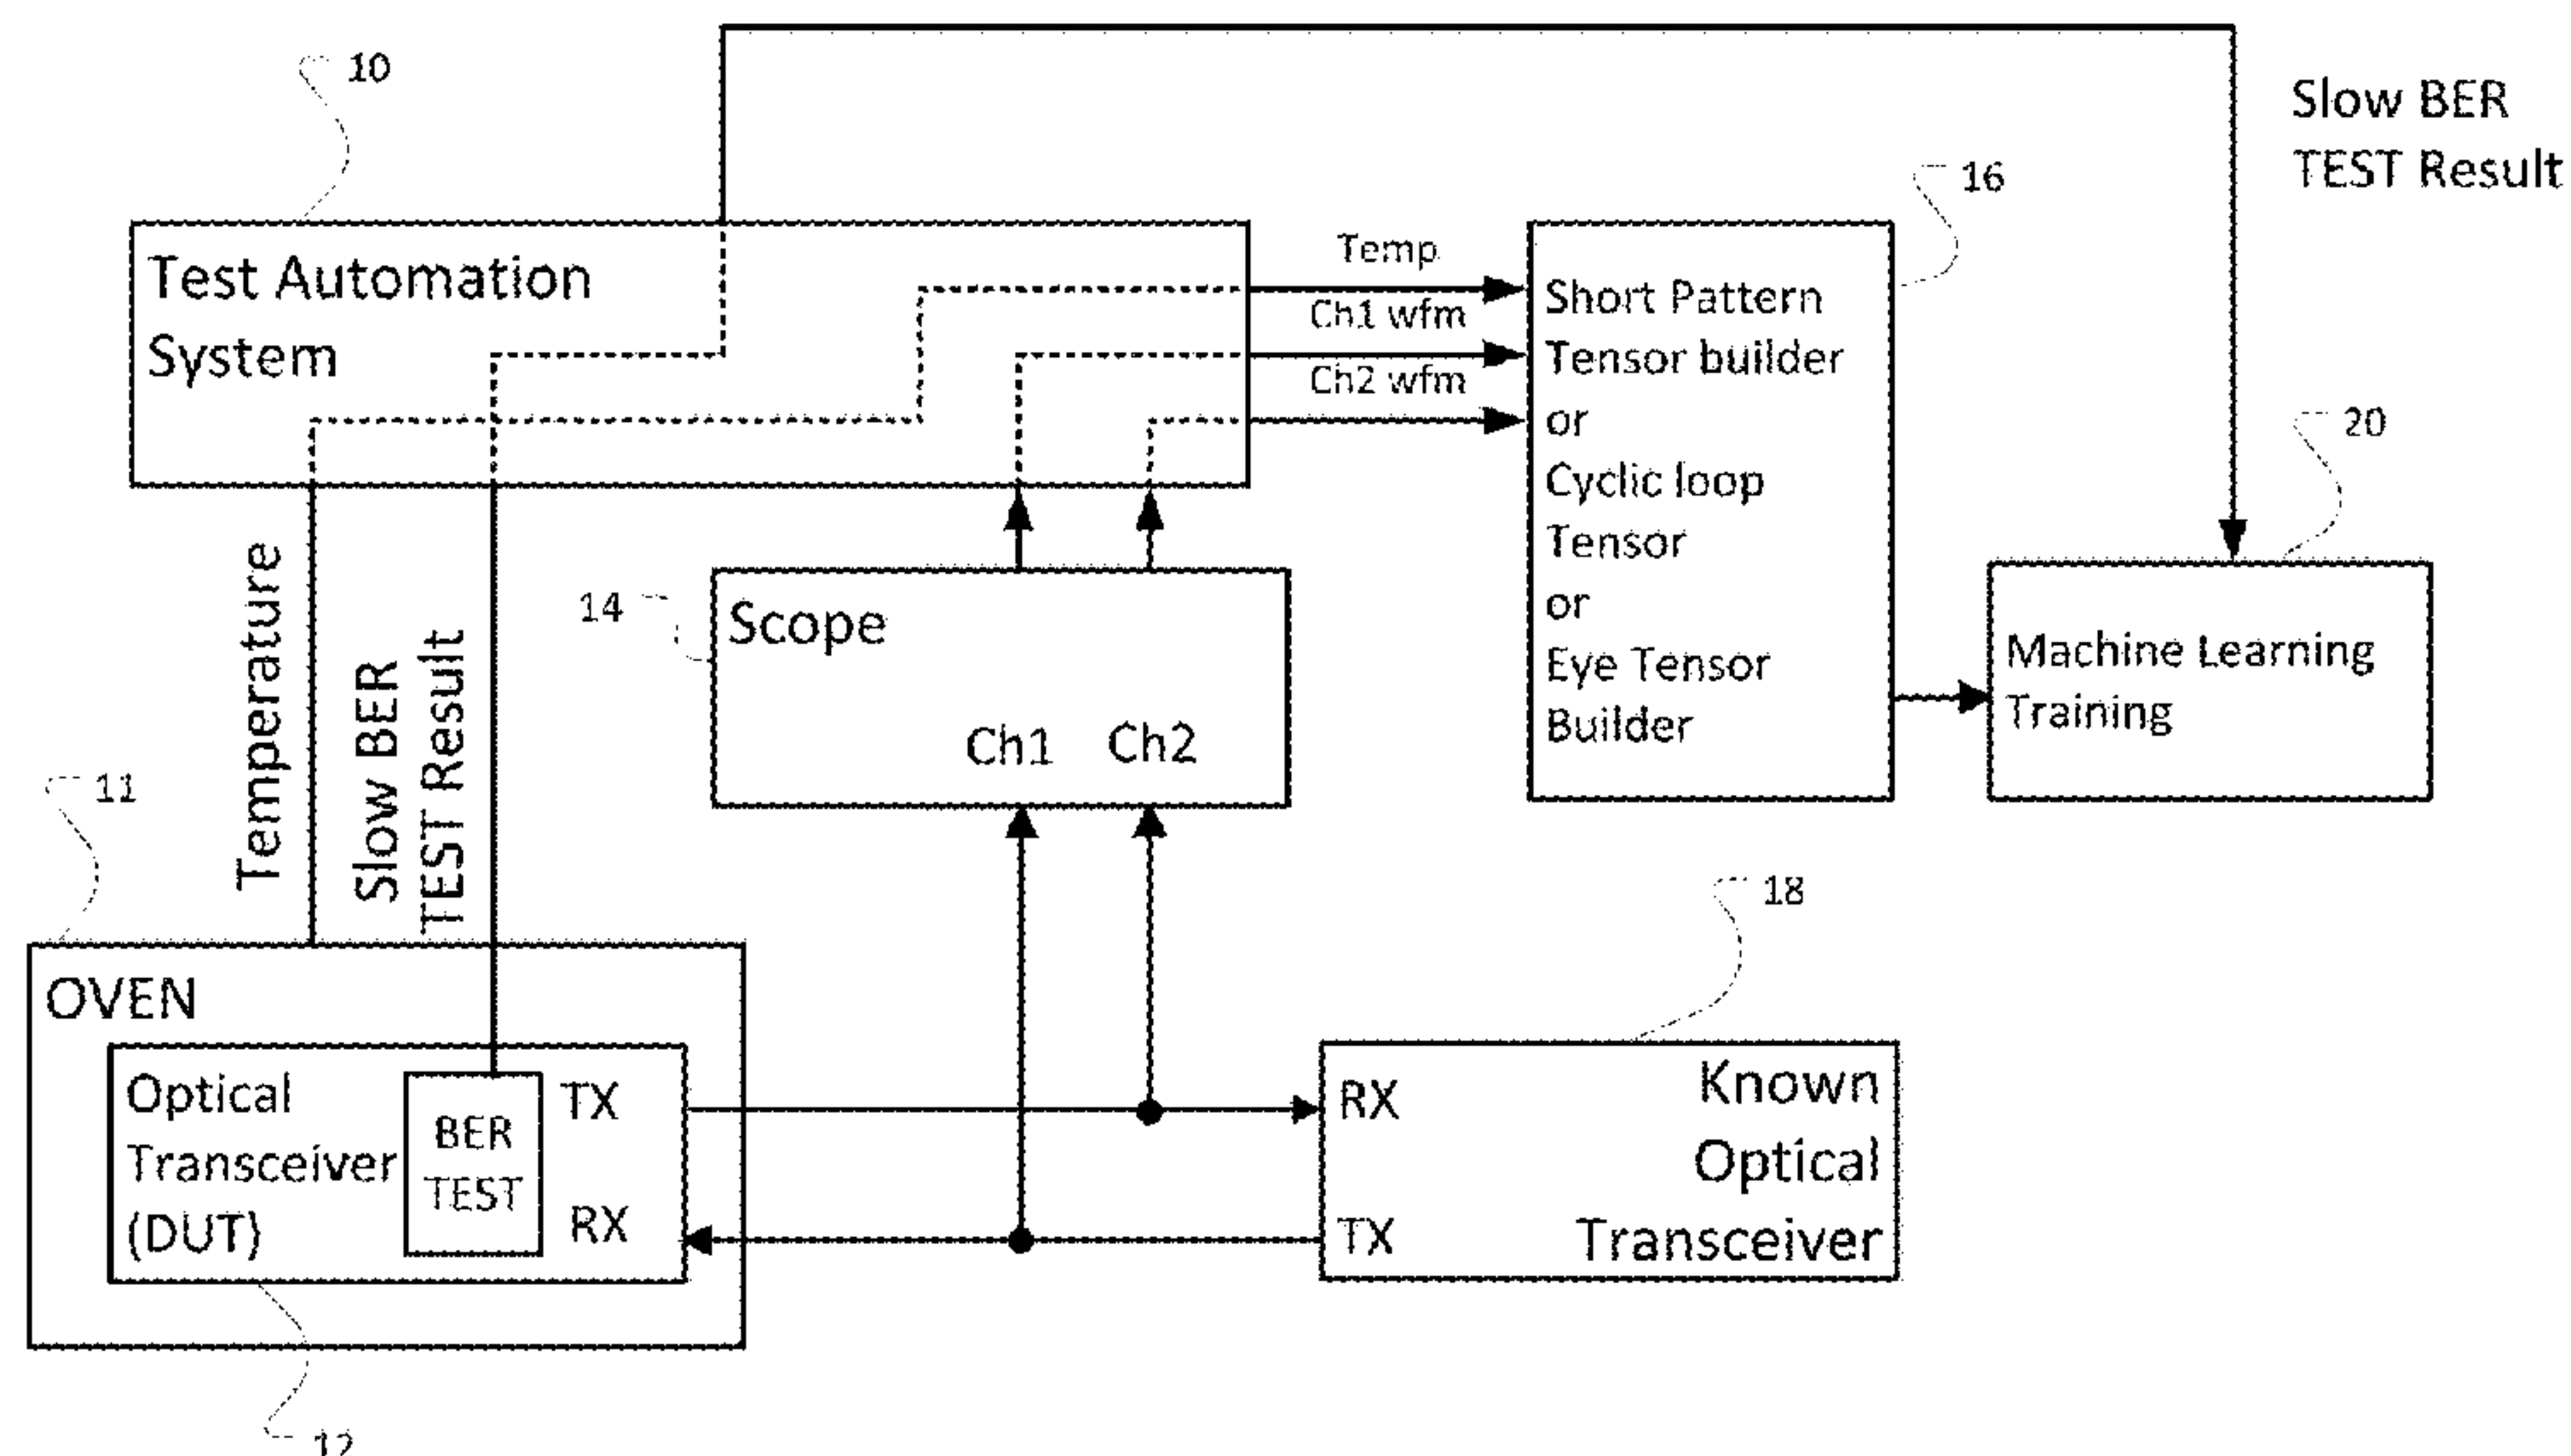 10
Slow BER
TEST Result
16
Test Automation
System
Temp
Ch1 wfm
Ch2 wfm
Short Pattern
Tensor builder
or
Cyclic loop
Tensor
or
Eye Tensor
Builder
20
Machine Learning
Training
14
Scope
Ch1 Ch2
Temperature
Slow BER
TEST Result
11
OVEN
Optical
Transceiver
(DUT)
BER
TEST
TX
RX
18
RX
TX
Known
Optical
Transceiver
12